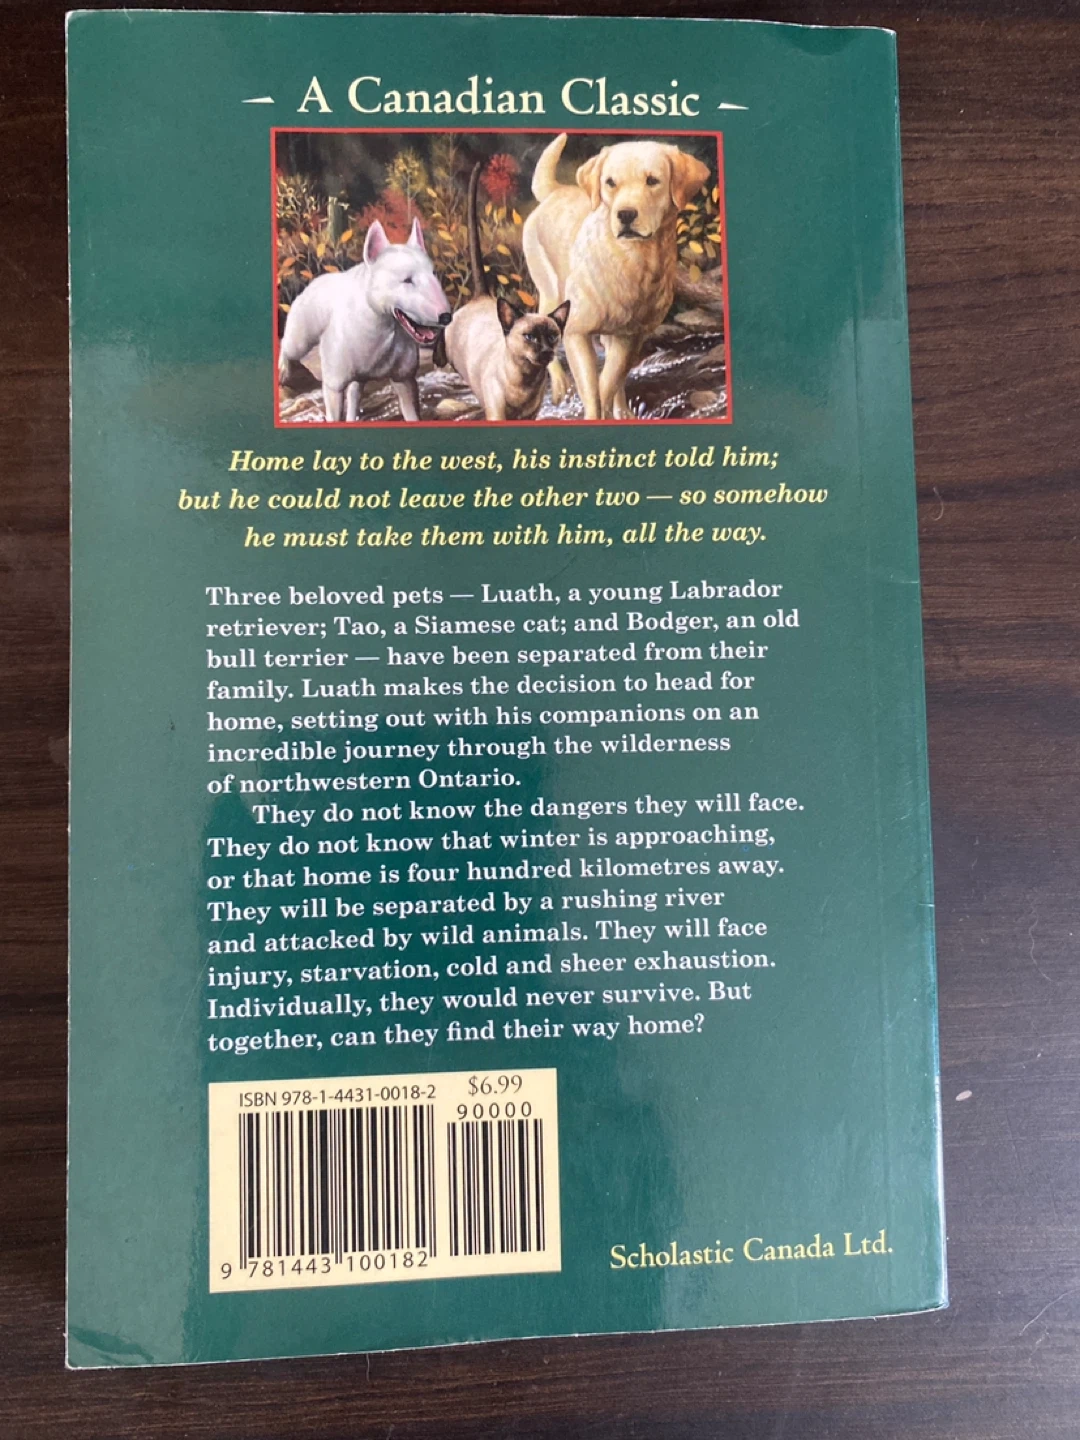 A Canadian Classic
Home lay to the west, his instinct told him;
but he could not leave the other two — so somehow
he must take them with him, all the way.
Three beloved pets — Luath, a young Labrador
retriever; Tao, a Siamese cat; and Bodger, an old
bull terrier — have been separated from their
family. Luath makes the decision to head for
home, setting out with his companions on an
incredible journey through the wilderness
of northwestern Ontario.
They do not know the dangers they will face.
They do not know that winter is approaching,
or that home is four hundred kilometres away.
They will be separated by a rushing river
and attacked by wild animals. They will face
injury, starvation, cold and sheer exhaustion.
Individually, they would never survive. But
together, can they find their way home?
ISBN 978-1-4431-0018-2
$6.99
90000
9 781443 100182
Scholastic Canada Ltd.